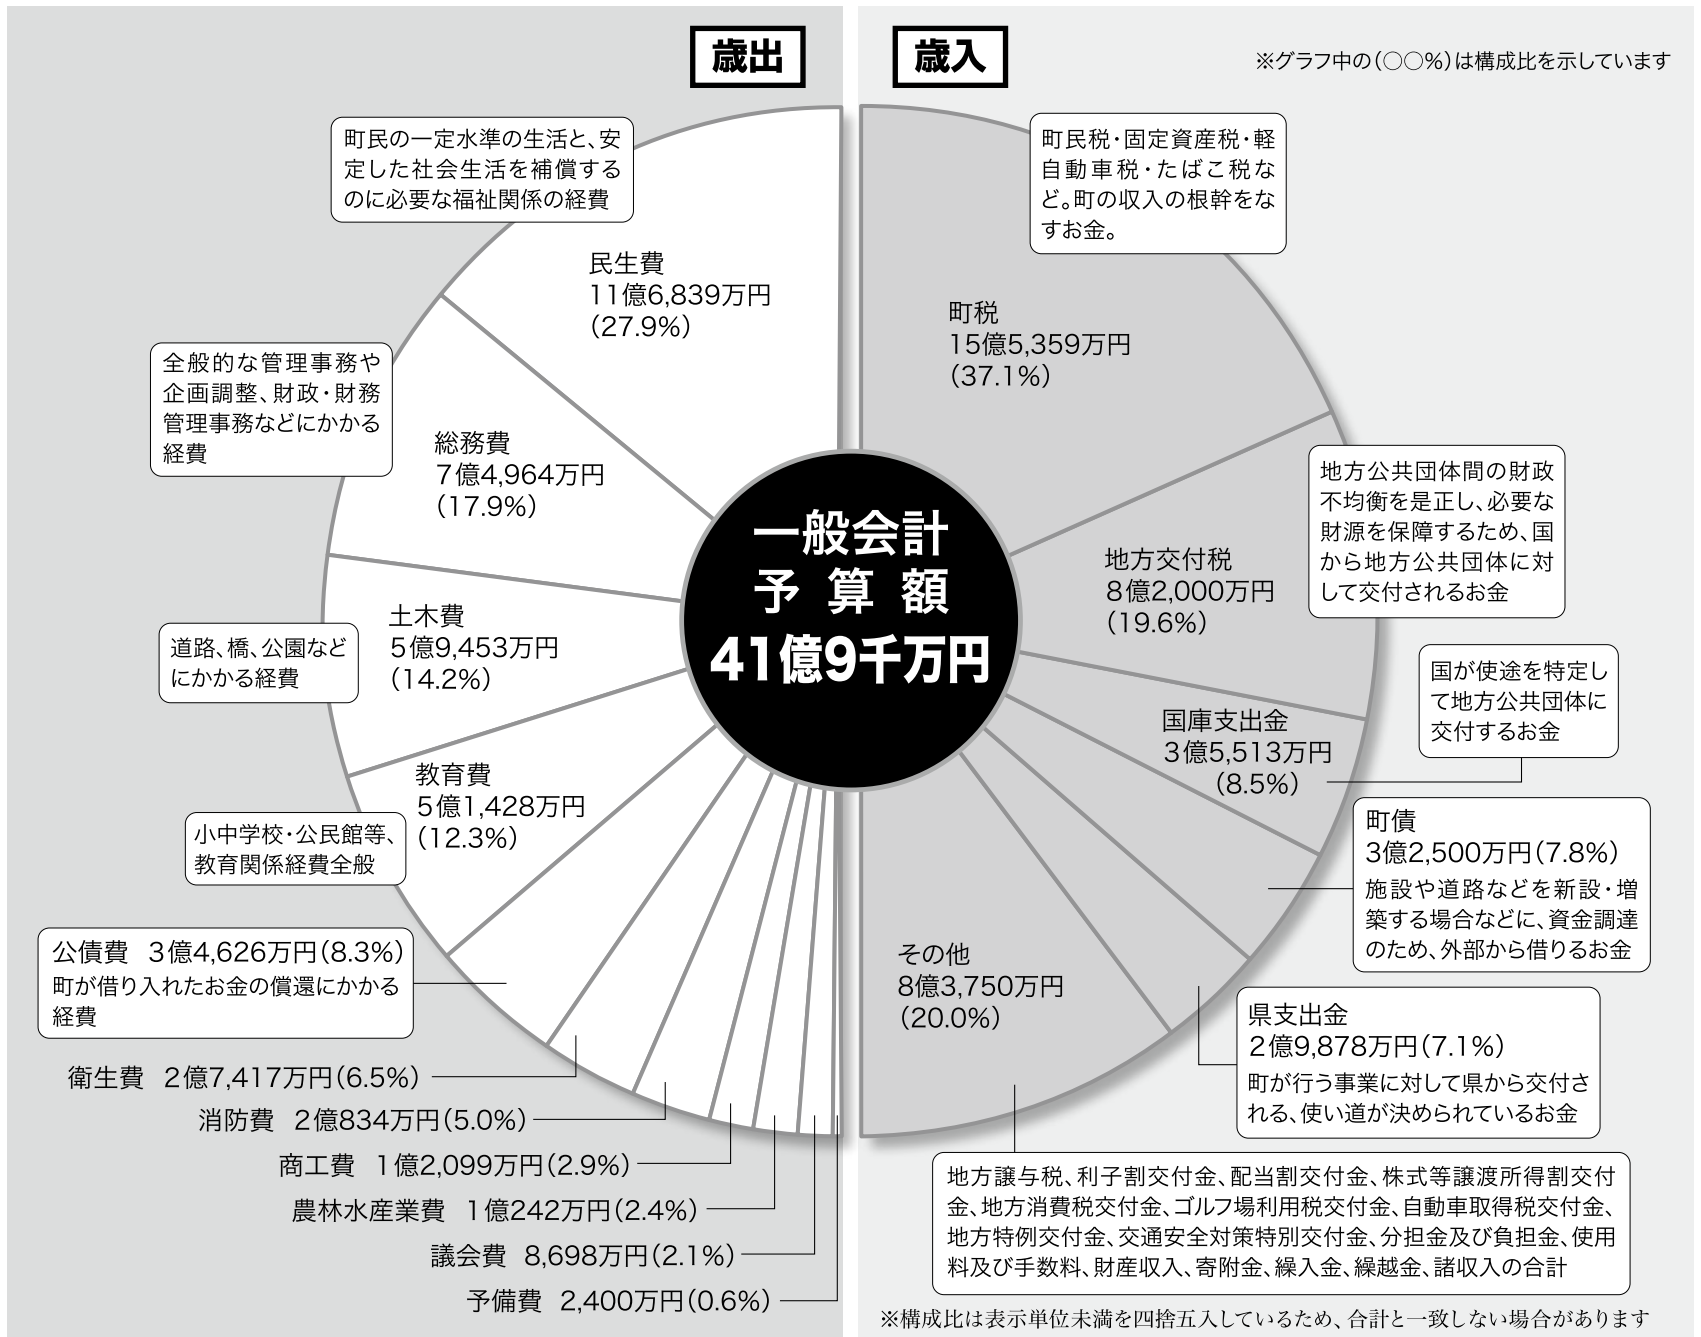 歳出
歳入
※グラフ中の（○○%）は構成比を示しています
町民の一定水準の生活と、安
定した社会生活を補償する
のに必要な福祉関係の経費
民生費
11億6,839万円
（27.9%）
全般的な管理事務や
企画調整、財政・財務
管理事務などにかかる
経費
総務費
7億4,964万円
（17.9%）
土木費
5億9,453万円
（14.2%）
道路、橋、公園など
にかかる経費
教育費
5億1,428万円
（12.3%）
小中学校・公民館等、
教育関係経費全般
公債費 3億4,626万円（8.3%）
町が借り入れたお金の償還にかかる
経費
衛生費 2億7,417万円（6.5%）
消防費 2億834万円（5.0%）
商工費 1億2,099万円（2.9%）
農林水産業費 1億242万円（2.4%）
議会費 8,698万円（2.1%）
予備費 2,400万円（0.6%）
一般会計
予算額
41億9千万円
町民税・固定資産税・軽
自動車税・たばこ税な
ど。町の収入の根幹をな
すお金。
町税
15億5,359万円
（37.1%）
地方公共団体間の財政
不均衡を是正し、必要な
財源を保障するため、国
から地方公共団体に対
して交付されるお金
地方交付税
8億2,000万円
（19.6%）
国が使途を特定し
て地方公共団体に
交付するお金
国庫支出金
3億5,513万円
（8.5%）
町債
3億2,500万円（7.8%）
施設や道路などを新設・増
築する場合などに、資金調達
のため、外部から借りるお金
県支出金
2億9,878万円（7.1%）
町が行う事業に対して県から交付さ
れる、使い道が決められているお金
その他
8億3,750万円
（20.0%）
地方譲与税、利子割交付金、配当割交付金、株式等譲渡所得割交付
金、地方消費税交付金、ゴルフ場利用税交付金、自動車取得税交付金、
地方特例交付金、交通安全対策特別交付金、分担金及び負担金、使用
料及び手数料、財産収入、寄附金、繰入金、繰越金、諸収入の合計
※構成比は表示単位未満を四捨五入しているため、合計と一致しない場合があります